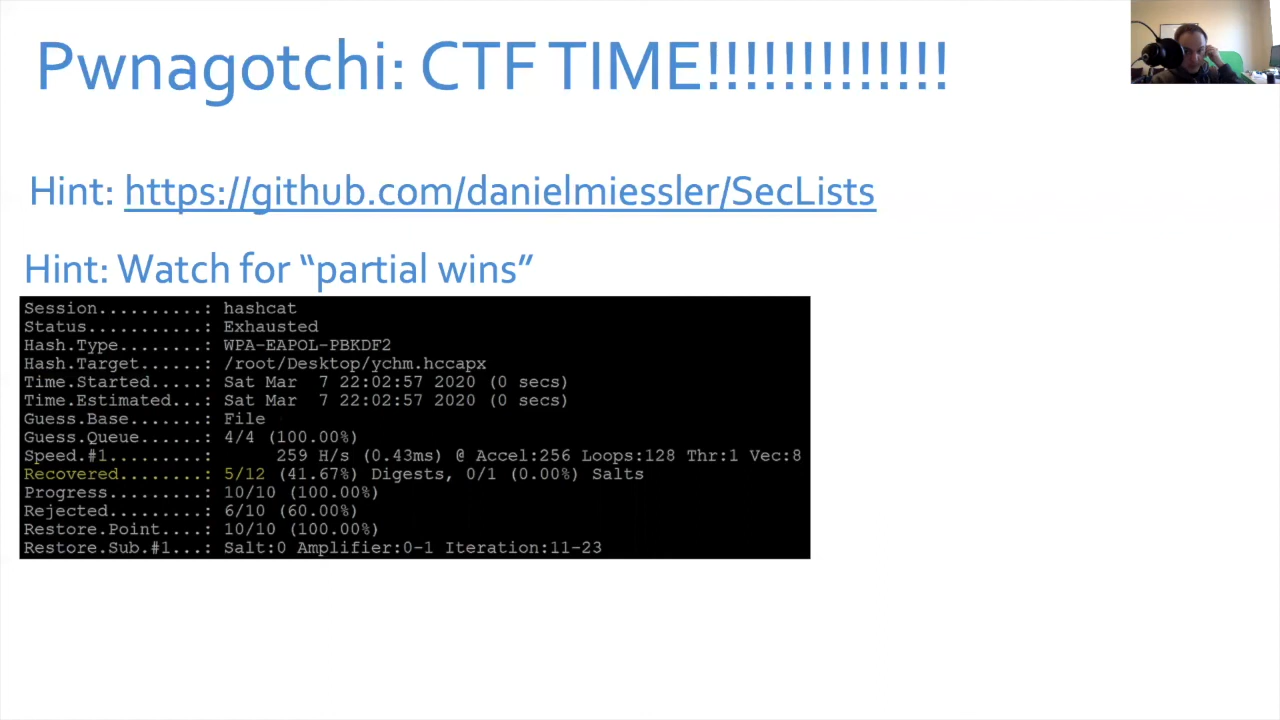 Pwnagotchi: CTF TIME!!!!!!!!!!!!!
Hint: https://github.com/danielmiessler/SecLists
Hint: Watch for “partial wins”
Session..........: hashcat
Status...........: Exhausted
Hash.Type........: WPA-EAPOL-PBKDF2
Hash.Target......: /root/Desktop/ychm.hccapx
Time.Started.....: Sat Mar  7 22:02:57 2020 (0 secs)
Time.Estimated...: Sat Mar  7 22:02:57 2020 (0 secs)
Guess.Base.......: File
Guess.Queue......: 4/4 (100.00%)
Speed.#1.........:      259 H/s (0.43ms) @ Accel:256 Loops:128 Thr:1 Vec:8
Recovered........: 5/12 (41.67%) Digests, 0/1 (0.00%) Salts
Progress.........: 10/10 (100.00%)
Rejected.........: 6/10 (60.00%)
Restore.Point....: 10/10 (100.00%)
Restore.Sub.#1...: Salt:0 Amplifier:0-1 Iteration:11-23